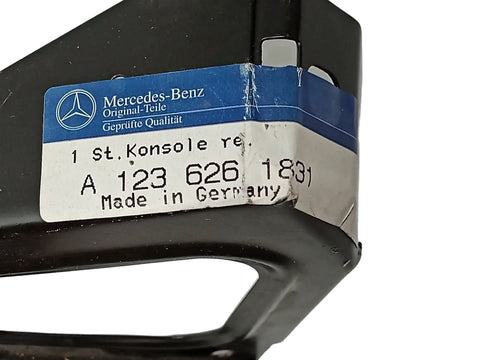 Mercedes-Benz
Original-Teile
Geprüfte Qualität
1 St. Konsole re.
A 123 626 1831
Made in Germany